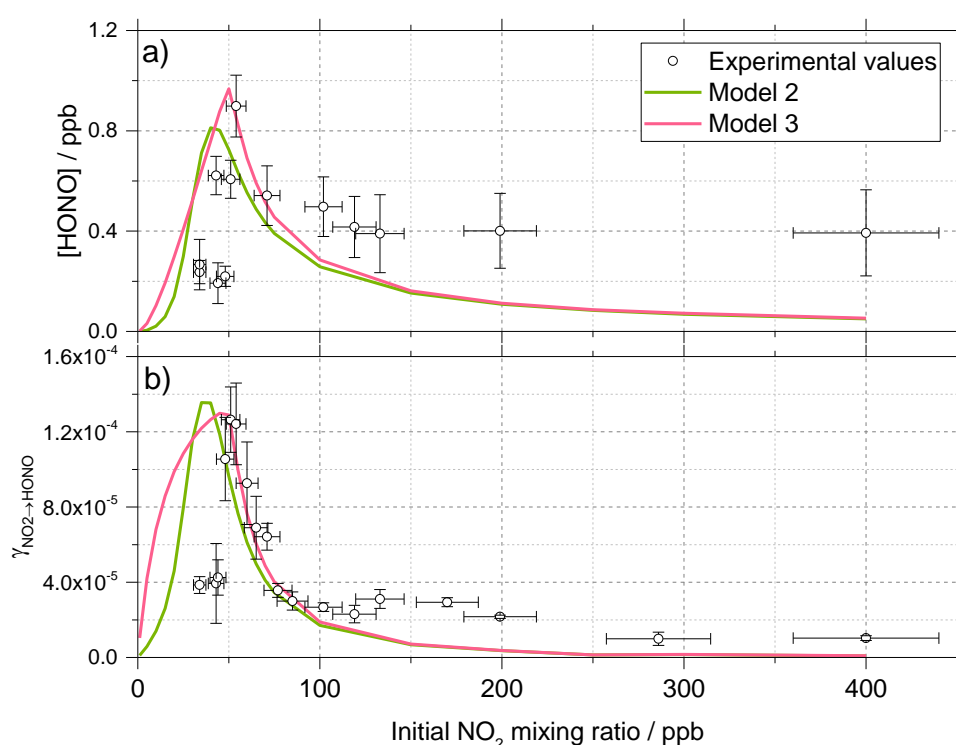 a)
Experimental values
Model 2
Model 3
[HONO] / ppb
1.2
0.8
0.4
0.0
b)
γNO2→HONO
1.6x10⁻⁴
1.2x10⁻⁴
8.0x10⁻⁵
4.0x10⁻⁵
0.0
0 100 200 300 400
Initial NO₂ mixing ratio / ppb